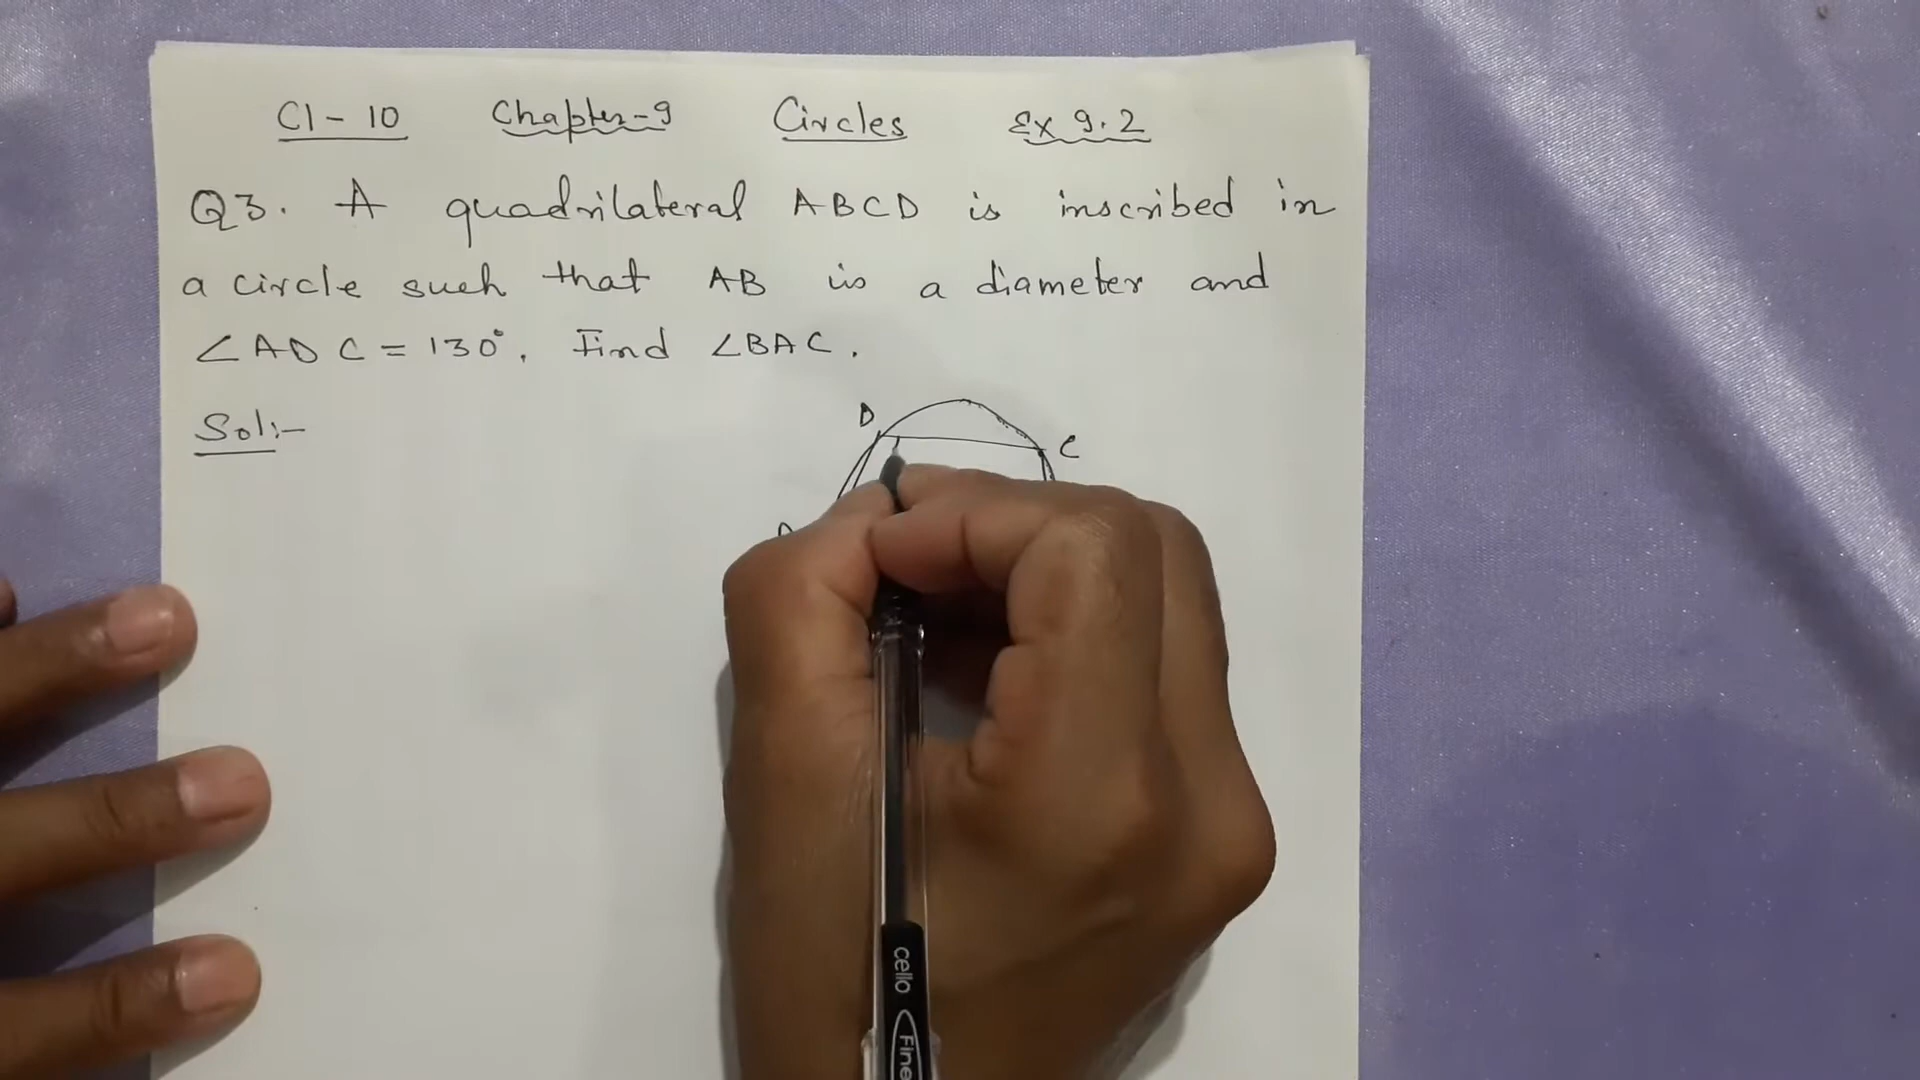 Cl - 10 Chapter-9 Circles Ex 9.2
Q3. A quadrilateral ABCD is inscribed in
a circle such that AB is a diameter and
∠ADC = 130°. Find ∠BAC.
Sol:-
D
C
cello
Fine